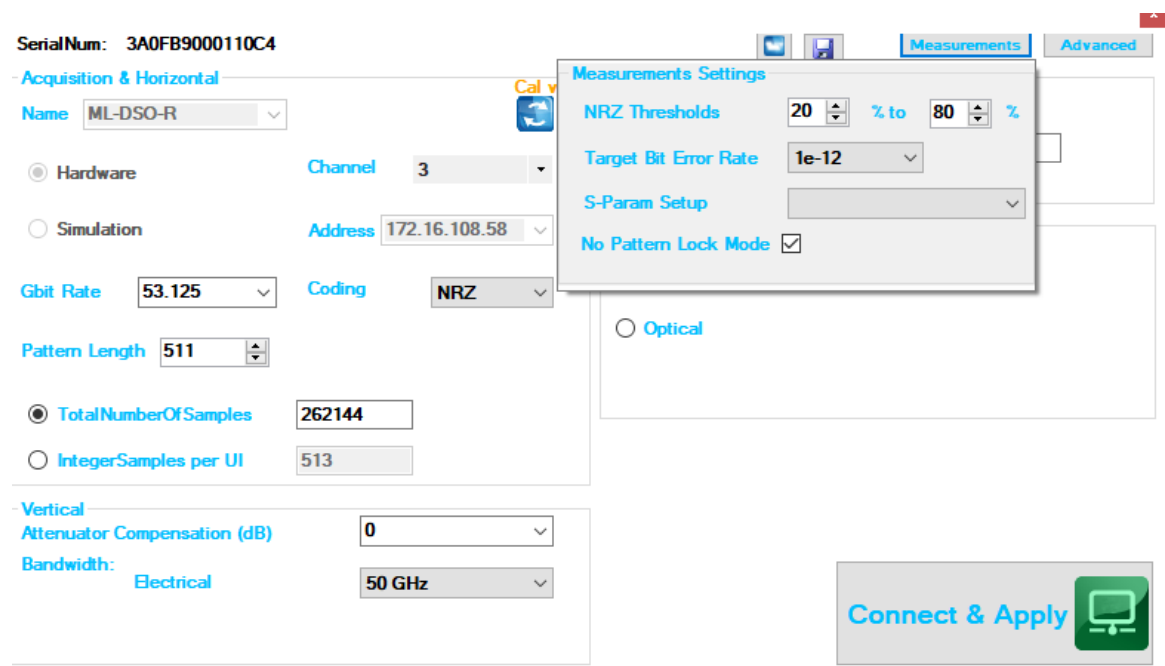 x
SerialNum: 3A0FB9000110C4
Measurements Advanced
Acquisition & Horizontal
Cal
Name ML-DSO-R
Hardware
Channel 3
Simulation
Address 172.16.108.58
Gbit Rate 53.125
Coding NRZ
Pattern Length 511
TotalNumberOfSamples 262144
IntegerSamples per UI 513
Measurements Settings
NRZ Thresholds 20 % to 80 %
Target Bit Error Rate 1e-12
S-Param Setup
No Pattern Lock Mode
Optical
Vertical
Attenuator Compensation (dB) 0
Bandwidth:
Electrical 50 GHz
Connect & Apply